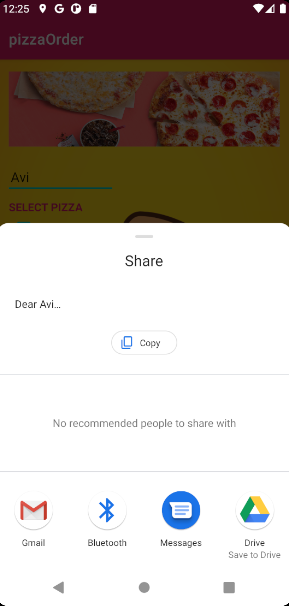 12:25
pizzaOrder
Avi
SELECT PIZZA
Share
Dear Avi...
Copy
No recommended people to share with
Gmail
Bluetooth
Messages
Drive
Save to Drive